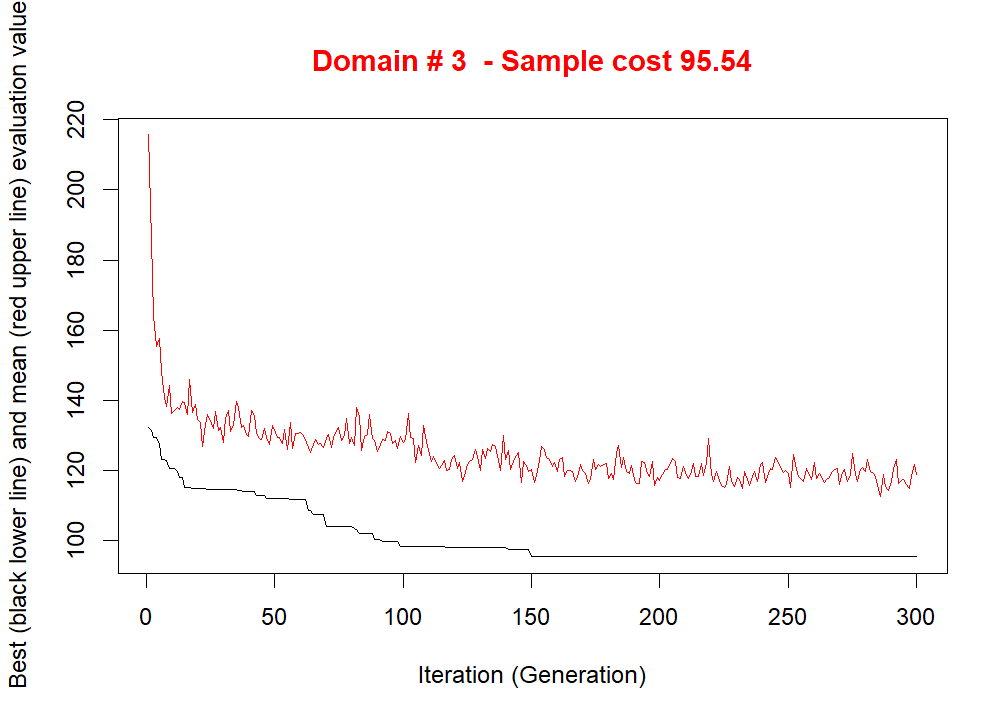 Domain # 3  - Sample cost 95.54
Best (black lower line) and mean (red upper line) evaluation value
220
200
180
160
140
120
100
0 50 100 150 200 250 300
Iteration (Generation)